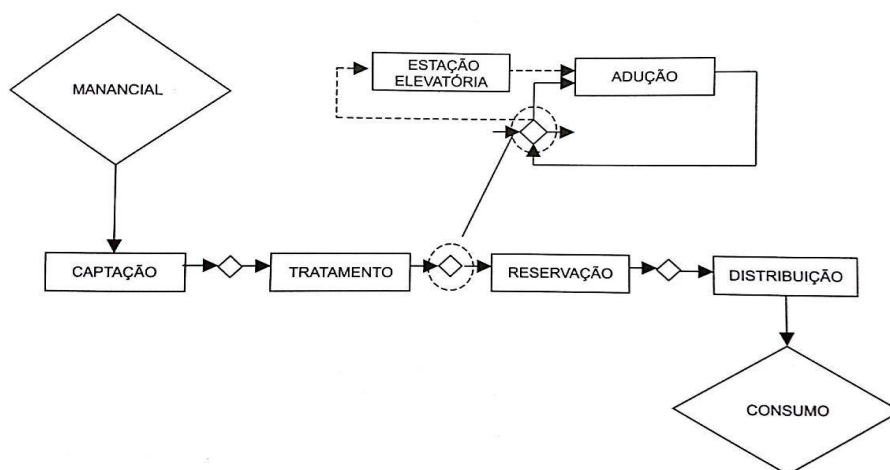 MANANCIAL
ESTAÇÃO
ELEVATÓRIA
ADUÇÃO
CAPTAÇÃO
TRATAMENTO
RESERVAÇÃO
DISTRIBUIÇÃO
CONSUMO